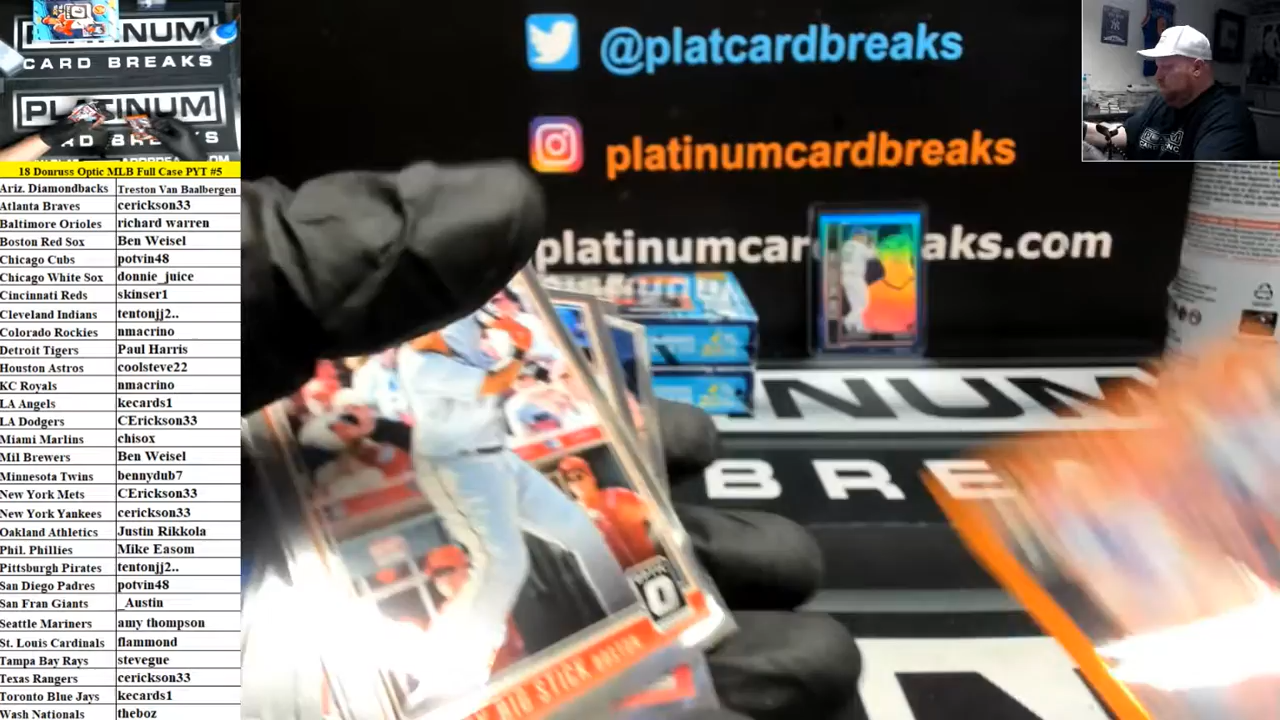 PLATINUM
CARD BREAKS
PLATINUM
18 Donruss Optic MLB Full Case PYT #5
Ariz. Diamondbacks Treston Van Baalbergen
Atlanta Braves cerickson33
Baltimore Orioles richard warren
Boston Red Sox Ben Weisel
Chicago Cubs potvin48
Chicago White Sox donnie_juice
Cincinnati Reds skinser1
Cleveland Indians tentonjj2..
Colorado Rockies nmacrino
Detroit Tigers Paul Harris
Houston Astros coolsteve22
KC Royals nmacrino
LA Angels kecards1
LA Dodgers CErickson33
Miami Marlins chisox
Mil Brewers Ben Weisel
Minnesota Twins bennydub7
New York Mets CErickson33
New York Yankees cerickson33
Oakland Athletics Justin Rikkola
Phil. Phillies Mike Easom
Pittsburgh Pirates tentonjj2..
San Diego Padres potvin48
San Fran Giants _Austin
Seattle Mariners amy thompson
St. Louis Cardinals flammond
Tampa Bay Rays stevegue
Texas Rangers cerickson33
Toronto Blue Jays kecards1
Wash Nationals theboz
@platcardbreaks
platinumcardbreaks
platinumcar aks.com
NUM
BRE
BIG STICK BOSTON